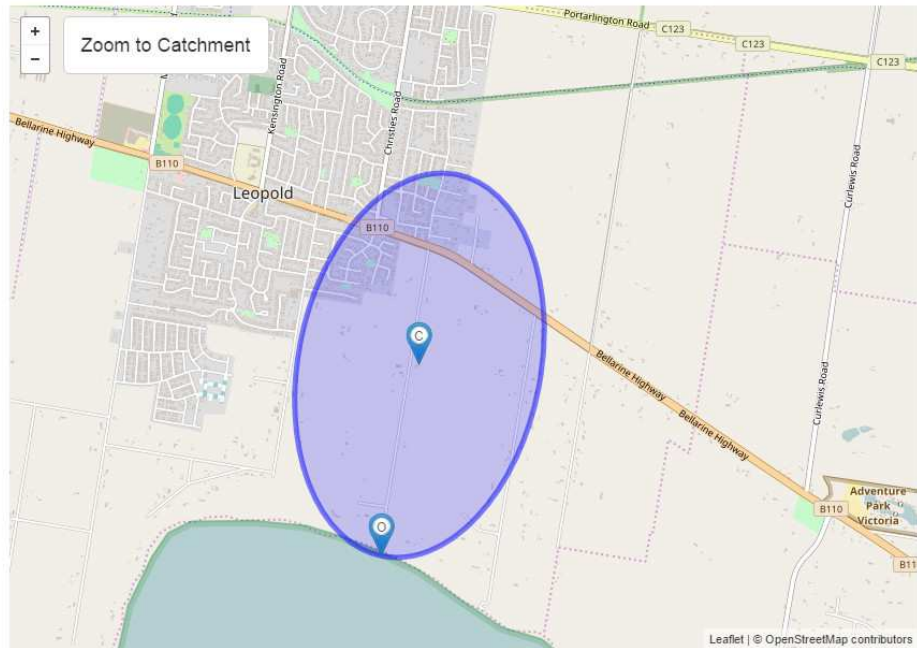 +
−
Zoom to Catchment
Portarlington Road
C123
C123
C123
Kensington Road
Christies Road
Bellarine Highway
B110
Curlewis Road
Leopold
B110
Bellarine Highway
Bellarine Highway
Curlewis Road
C
O
Adventure
Park
Victoria
B110
B11
Leaflet | © OpenStreetMap contributors